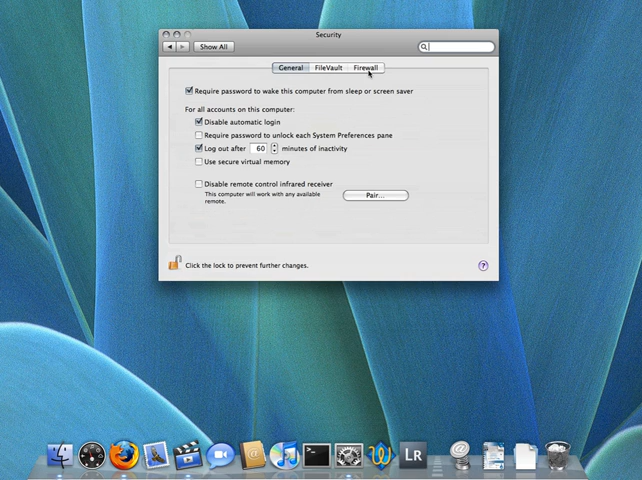 Security
Show All
General FileVault Firewall
Require password to wake this computer from sleep or screen saver
For all accounts on this computer:
Disable automatic login
Require password to unlock each System Preferences pane
Log out after 60 minutes of inactivity
Use secure virtual memory
Disable remote control infrared receiver
This computer will work with any available
remote.
Pair...
Click the lock to prevent further changes.
?
@ >_ LR @